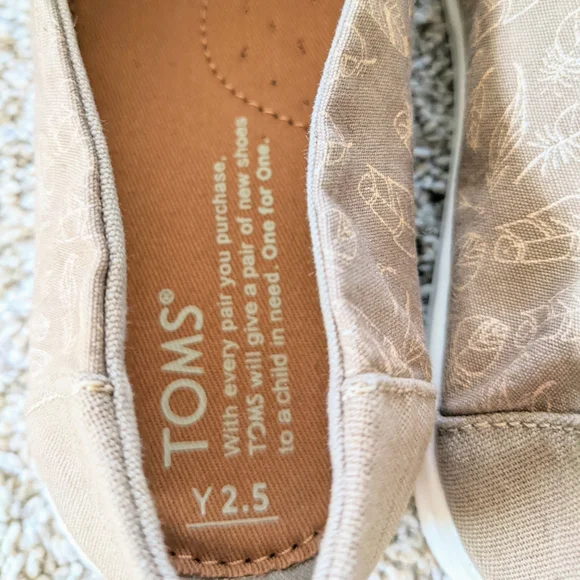 TOMS®
With every pair you purchase,
TOMS will give a pair of new shoes
to a child in need. One for One.
Y 2.5